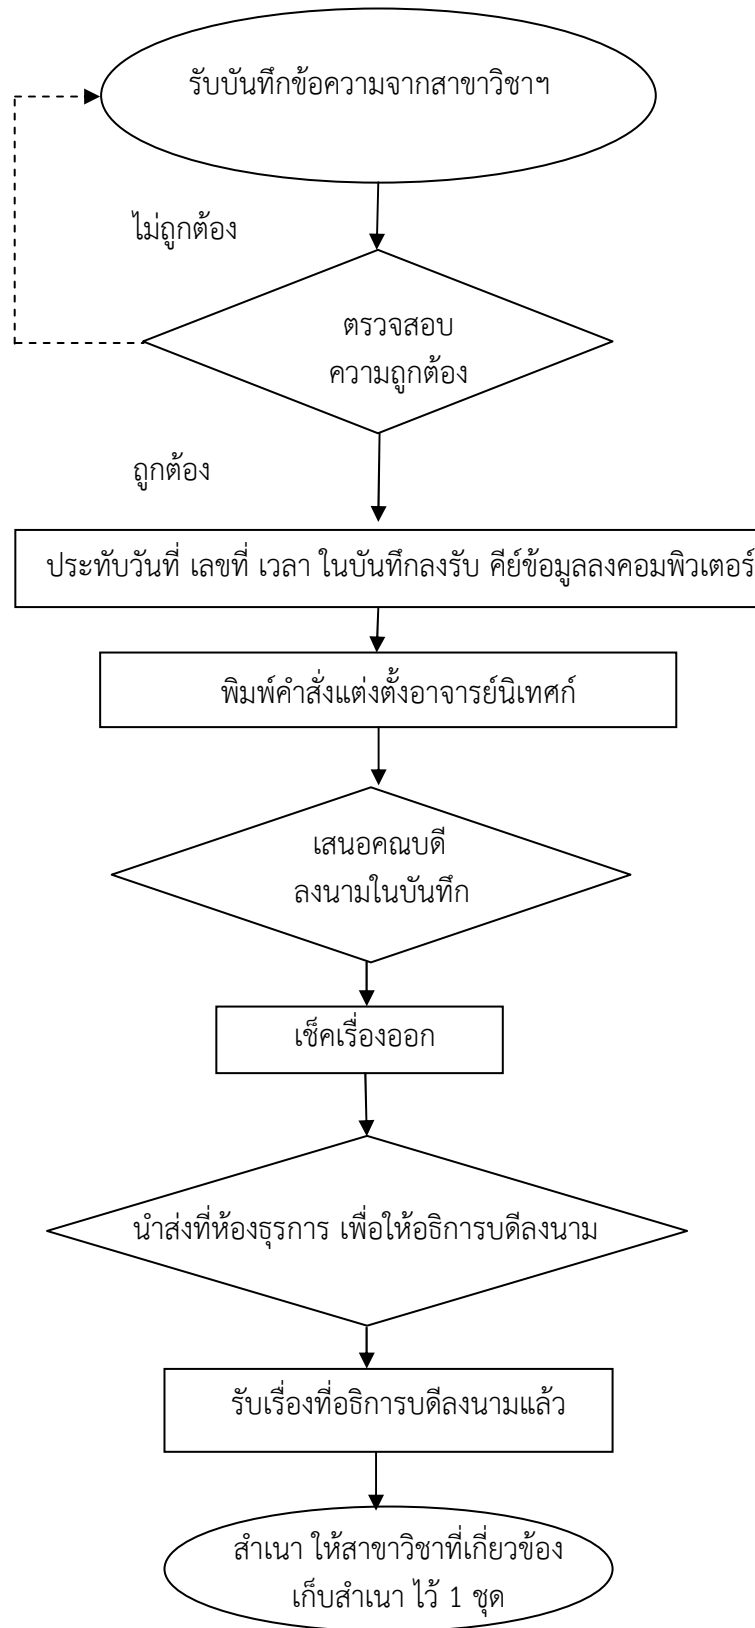 รับบันทึกข้อความจากสาขาวิชาฯ
ไม่ถูกต้อง
ตรวจสอบ
ความถูกต้อง
ถูกต้อง
ประทับวันที่ เลขที่ เวลา ในบันทึกลงรับ คีย์ข้อมูลลงคอมพิวเตอร์
พิมพ์คำสั่งแต่งตั้งอาจารย์นิเทศก์
เสนอคณบดี
ลงนามในบันทึก
เช็คเรื่องออก
นำส่งที่ห้องธุรการ เพื่อให้อธิการบดีลงนาม
รับเรื่องที่อธิการบดีลงนามแล้ว
สำเนา ให้สาขาวิชาที่เกี่ยวข้อง
เก็บสำเนา ไว้ 1 ชุด